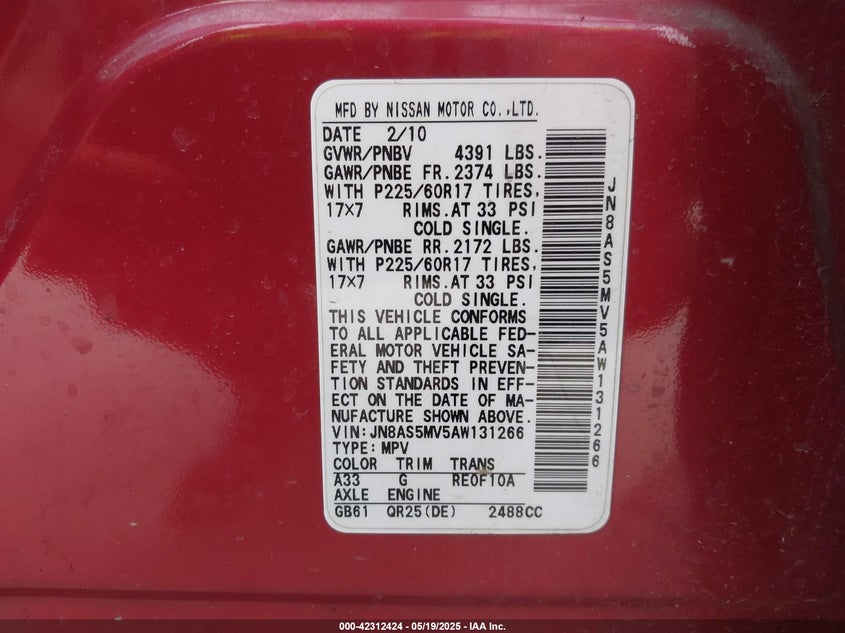 MFD BY NISSAN MOTOR CO.,LTD.
DATE 2/10
GVWR/PNBV 4391 LBS.
GAWR/PNBE FR.2374 LBS.
WITH P225/60R17 TIRES,
17×7 RIMS.AT 33 PSI
COLD SINGLE.
GAWR/PNBE RR.2172 LBS.
WITH P225/60R17 TIRES,
17×7 RIMS.AT 33 PSI
COLD SINGLE.
THIS VEHICLE CONFORMS
TO ALL APPLICABLE FED-
ERAL MOTOR VEHICLE SA-
FETY AND THEFT PREVEN-
TION STANDARDS IN EFF-
ECT ON THE DATE OF MA-
NUFACTURE SHOWN ABOVE.
VIN:JN8AS5MV5AW131266
TYPE:MPV
COLOR TRIM TRANS
A33 G RE0F10A
AXLE ENGINE
GB61 QR25(DE) 2488CC
JN8AS5MV5AW131266
000-42312424 - 05/19/2025 - IAA Inc.